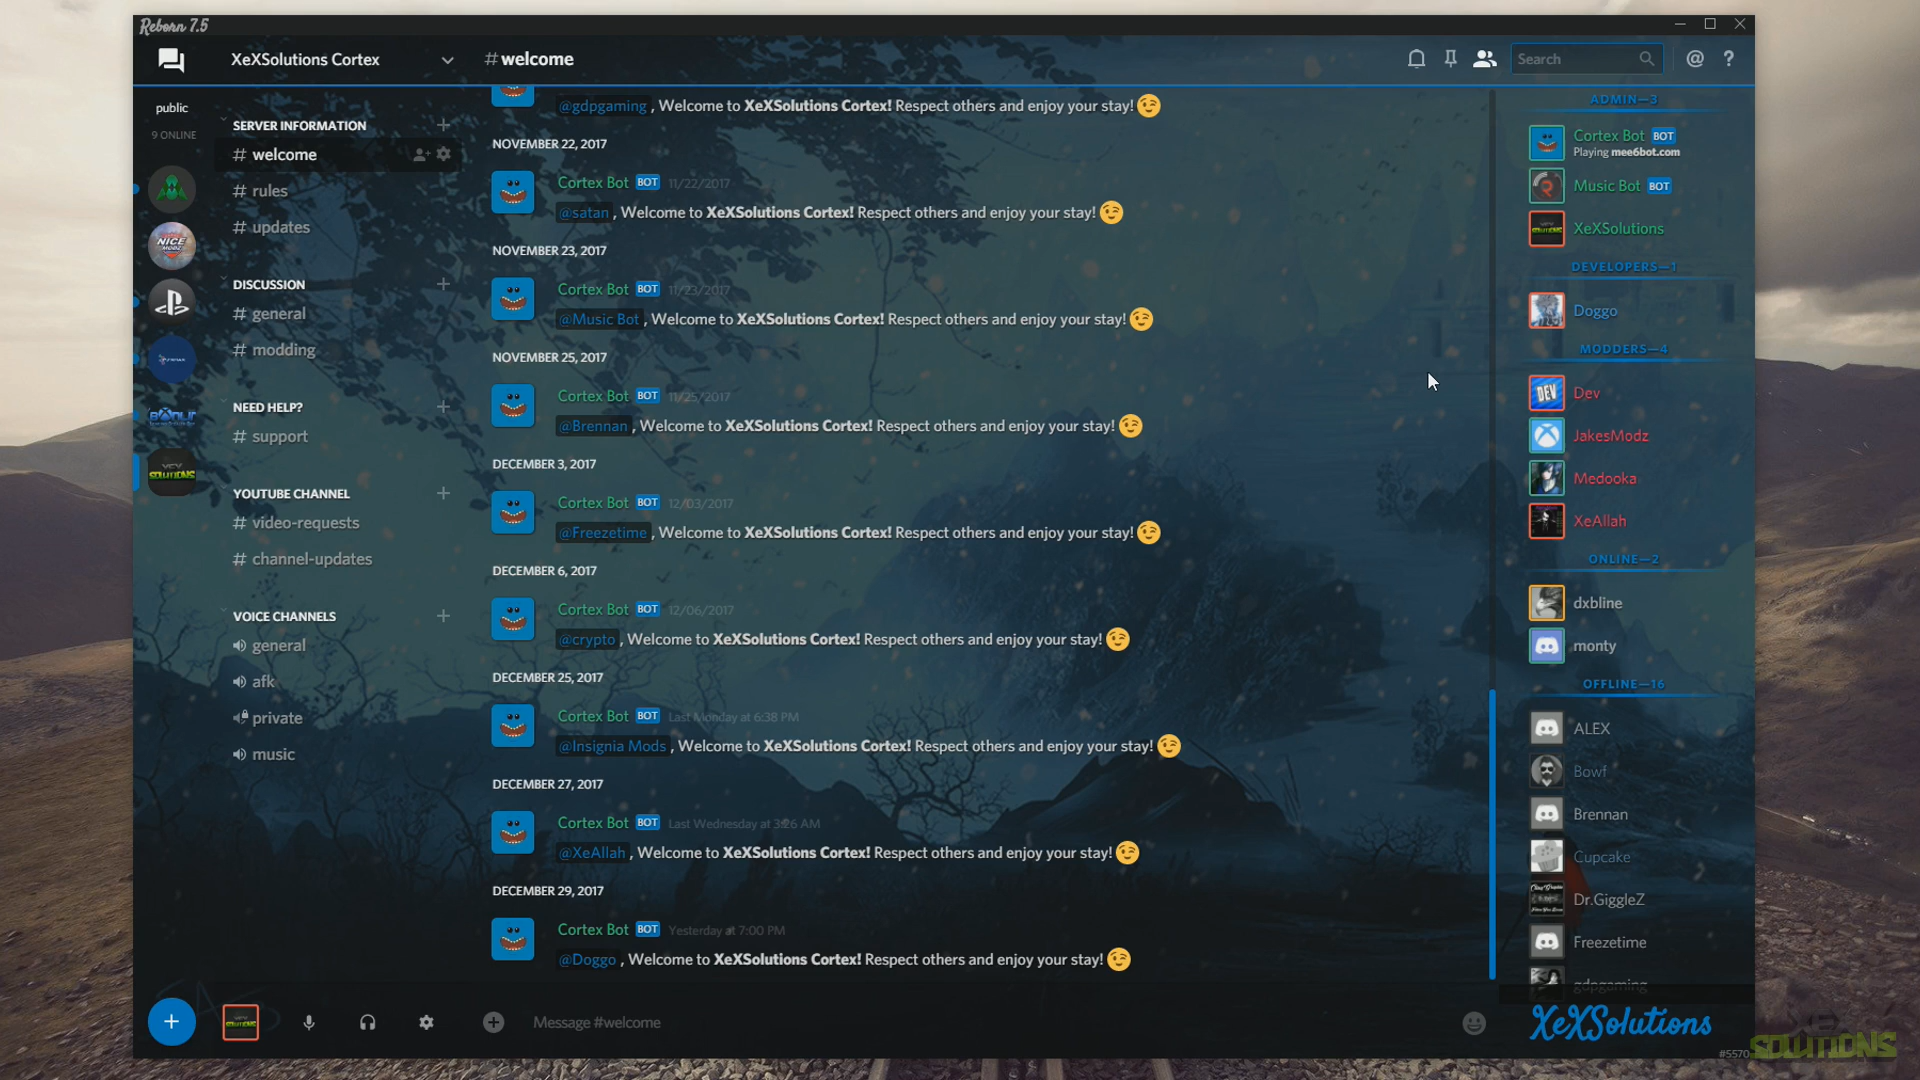 Reborn 7.5
XeXSolutions Cortex
#welcome
Search
@ ?
public
9 ONLINE
NICE
SOLUTIONS
SERVER INFORMATION
# welcome
# rules
# updates
DISCUSSION
# general
# modding
NEED HELP?
# support
YOUTUBE CHANNEL
# video-requests
# channel-updates
VOICE CHANNELS
general
afk
private
music
@gdpgaming , Welcome to XeXSolutions Cortex! Respect others and enjoy your stay! 😉
NOVEMBER 22, 2017
Cortex Bot BOT 11/22/2017
@satan , Welcome to XeXSolutions Cortex! Respect others and enjoy your stay! 😉
NOVEMBER 23, 2017
Cortex Bot BOT 11/23/2017
@Music Bot , Welcome to XeXSolutions Cortex! Respect others and enjoy your stay! 😉
NOVEMBER 25, 2017
Cortex Bot BOT 11/25/2017
@Brennan , Welcome to XeXSolutions Cortex! Respect others and enjoy your stay! 😉
DECEMBER 3, 2017
Cortex Bot BOT 12/03/2017
@Freezetime , Welcome to XeXSolutions Cortex! Respect others and enjoy your stay! 😉
DECEMBER 6, 2017
Cortex Bot BOT 12/06/2017
@crypto , Welcome to XeXSolutions Cortex! Respect others and enjoy your stay! 😉
DECEMBER 25, 2017
Cortex Bot BOT Last Monday at 6:38 PM
@Insignia Mods , Welcome to XeXSolutions Cortex! Respect others and enjoy your stay! 😉
DECEMBER 27, 2017
Cortex Bot BOT Last Wednesday at 3:26 AM
@XeAllah , Welcome to XeXSolutions Cortex! Respect others and enjoy your stay! 😉
DECEMBER 29, 2017
Cortex Bot BOT Yesterday at 7:00 PM
@Doggo , Welcome to XeXSolutions Cortex! Respect others and enjoy your stay! 😉
Message #welcome
ADMIN—3
Cortex Bot BOT
Playing mee6bot.com
Music Bot BOT
XeXSolutions
DEVELOPERS—1
Doggo
MODDERS—4
DEV
Dev
JakesModz
Medooka
XeAllah
ONLINE—2
dxbline
monty
OFFLINE—16
ALEX
Bowf
Brennan
Cupcake
Dr.GiggleZ
Freezetime
gdpgaming
XeXSolutions
#5570
SOLUTIONS